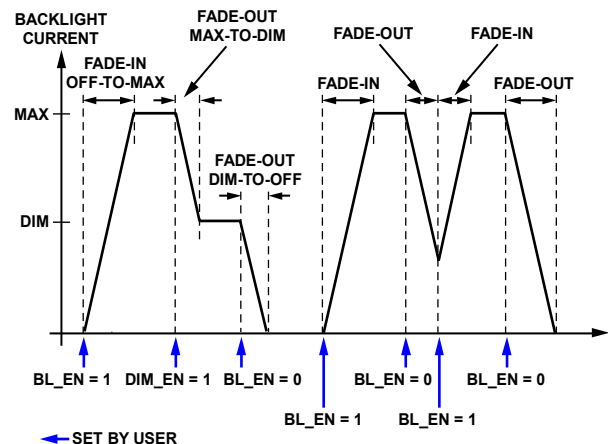 BACKLIGHT
CURRENT
FADE-OUT
MAX-TO-DIM
FADE-OUT
FADE-IN
FADE-IN
OFF-TO-MAX
FADE-IN
FADE-OUT
MAX
FADE-OUT
DIM-TO-OFF
DIM
BL_EN = 1
DIM_EN = 1
BL_EN = 0
BL_EN = 0
BL_EN = 0
BL_EN = 1
BL_EN = 1
SET BY USER